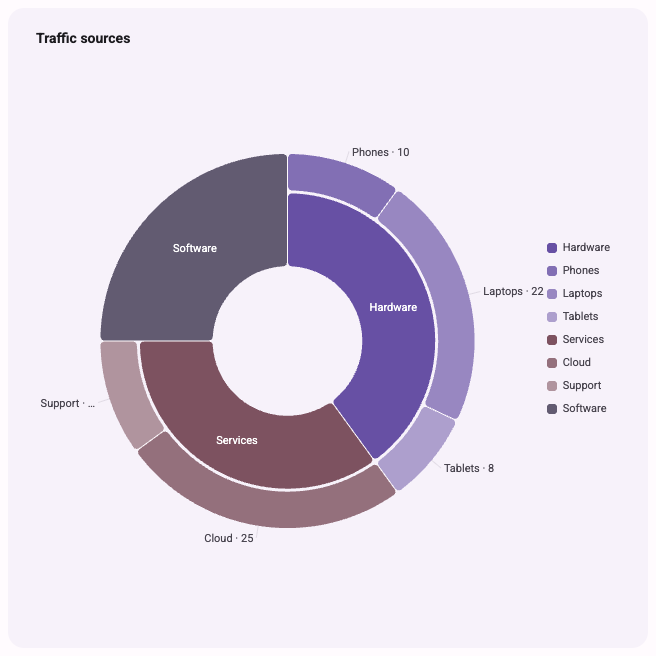 Traffic sources
Phones · 10
Software
Hardware
Laptops · 22
Support · …
Services
Tablets · 8
Cloud · 25
Hardware
Phones
Laptops
Tablets
Services
Cloud
Support
Software